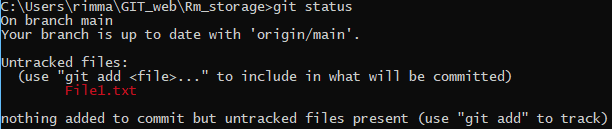 C:\Users\rimma\GIT_web\Rm_storage>git status
On branch main
Your branch is up to date with 'origin/main'.

Untracked files:
  (use "git add <file>..." to include in what will be committed)
        File1.txt

nothing added to commit but untracked files present (use "git add" to track)